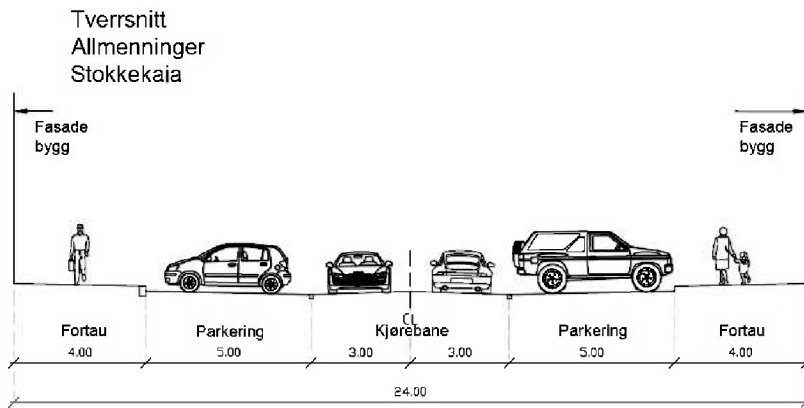 Tverrsnitt
Allmenninger
Stokkekaia
Fasade
bygg
Fasade
bygg
CL
Fortau
Parkering
Kjørebane
Parkering
Fortau
4.00
5.00
3.00
3.00
5.00
4.00
24.00